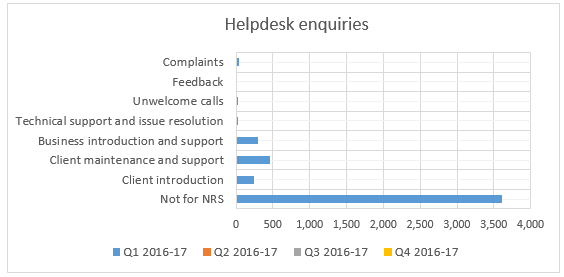 Helpdesk enquiries
Complaints
Feedback
Unwelcome calls
Technical support and issue resolution
Business introduction and support
Client maintenance and support
Client introduction
Not for NRS
0 500 1,000 1,500 2,000 2,500 3,000 3,500 4,000
Q1 2016-17 Q2 2016-17 Q3 2016-17 Q4 2016-17